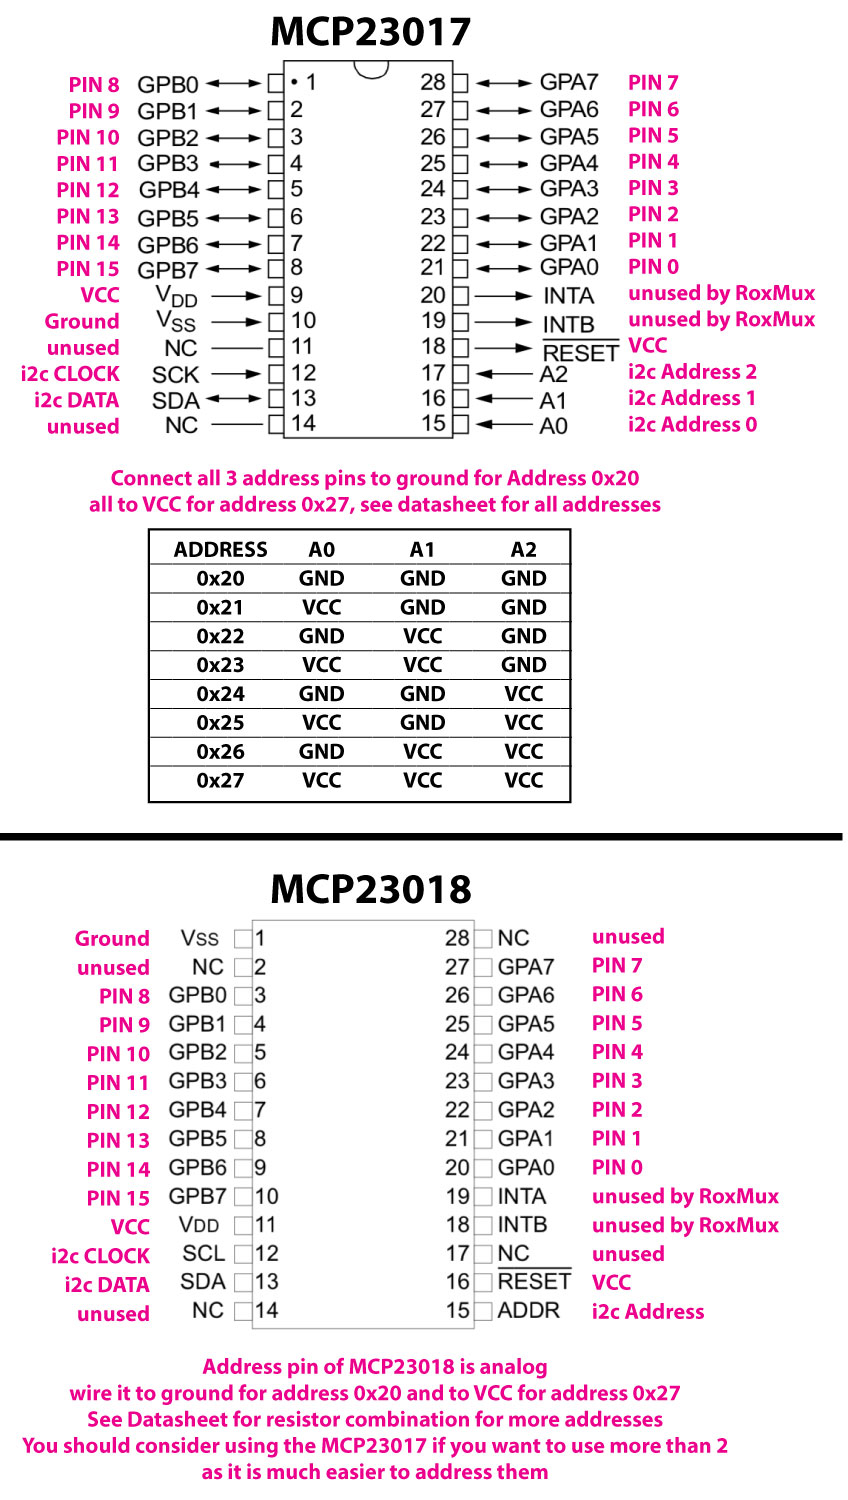 MCP23017
PIN 8 GPB0 • 1 28 GPA7 PIN 7
PIN 9 GPB1 2 27 GPA6 PIN 6
PIN 10 GPB2 3 26 GPA5 PIN 5
PIN 11 GPB3 4 25 GPA4 PIN 4
PIN 12 GPB4 5 24 GPA3 PIN 3
PIN 13 GPB5 6 23 GPA2 PIN 2
PIN 14 GPB6 7 22 GPA1 PIN 1
PIN 15 GPB7 8 21 GPA0 PIN 0
VCC VDD 9 20 INTA unused by RoxMux
Ground VSS 10 19 INTB unused by RoxMux
unused NC 11 18 RESET VCC
i2c CLOCK SCK 12 17 A2 i2c Address 2
i2c DATA SDA 13 16 A1 i2c Address 1
unused NC 14 15 A0 i2c Address 0
Connect all 3 address pins to ground for Address 0x20
all to VCC for address 0x27, see datasheet for all addresses
ADDRESS A0 A1 A2
0x20 GND GND GND
0x21 VCC GND GND
0x22 GND VCC GND
0x23 VCC VCC GND
0x24 GND GND VCC
0x25 VCC GND VCC
0x26 GND VCC VCC
0x27 VCC VCC VCC
MCP23018
Ground Vss 1 28 NC unused
unused NC 2 27 GPA7 PIN 7
PIN 8 GPB0 3 26 GPA6 PIN 6
PIN 9 GPB1 4 25 GPA5 PIN 5
PIN 10 GPB2 5 24 GPA4 PIN 4
PIN 11 GPB3 6 23 GPA3 PIN 3
PIN 12 GPB4 7 22 GPA2 PIN 2
PIN 13 GPB5 8 21 GPA1 PIN 1
PIN 14 GPB6 9 20 GPA0 PIN 0
PIN 15 GPB7 10 19 INTA unused by RoxMux
VCC VDD 11 18 INTB unused by RoxMux
i2c CLOCK SCL 12 17 NC unused
i2c DATA SDA 13 16 RESET VCC
unused NC 14 15 ADDR i2c Address
Address pin of MCP23018 is analog
wire it to ground for address 0x20 and to VCC for address 0x27
See Datasheet for resistor combination for more addresses
You should consider using the MCP23017 if you want to use more than 2
as it is much easier to address them